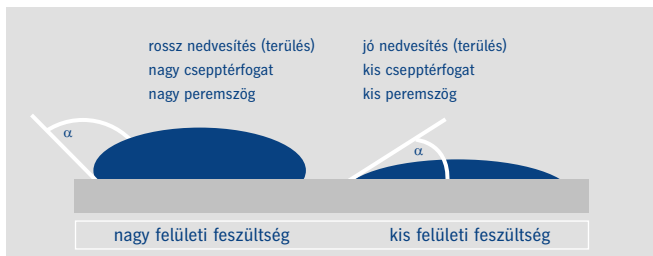 rossz nedvesítés (terülés)
nagy csepptérfogat
nagy peremszög
jó nedvesítés (terülés)
kis csepptérfogat
kis peremszög
α
α
nagy felületi feszültség
kis felületi feszültség